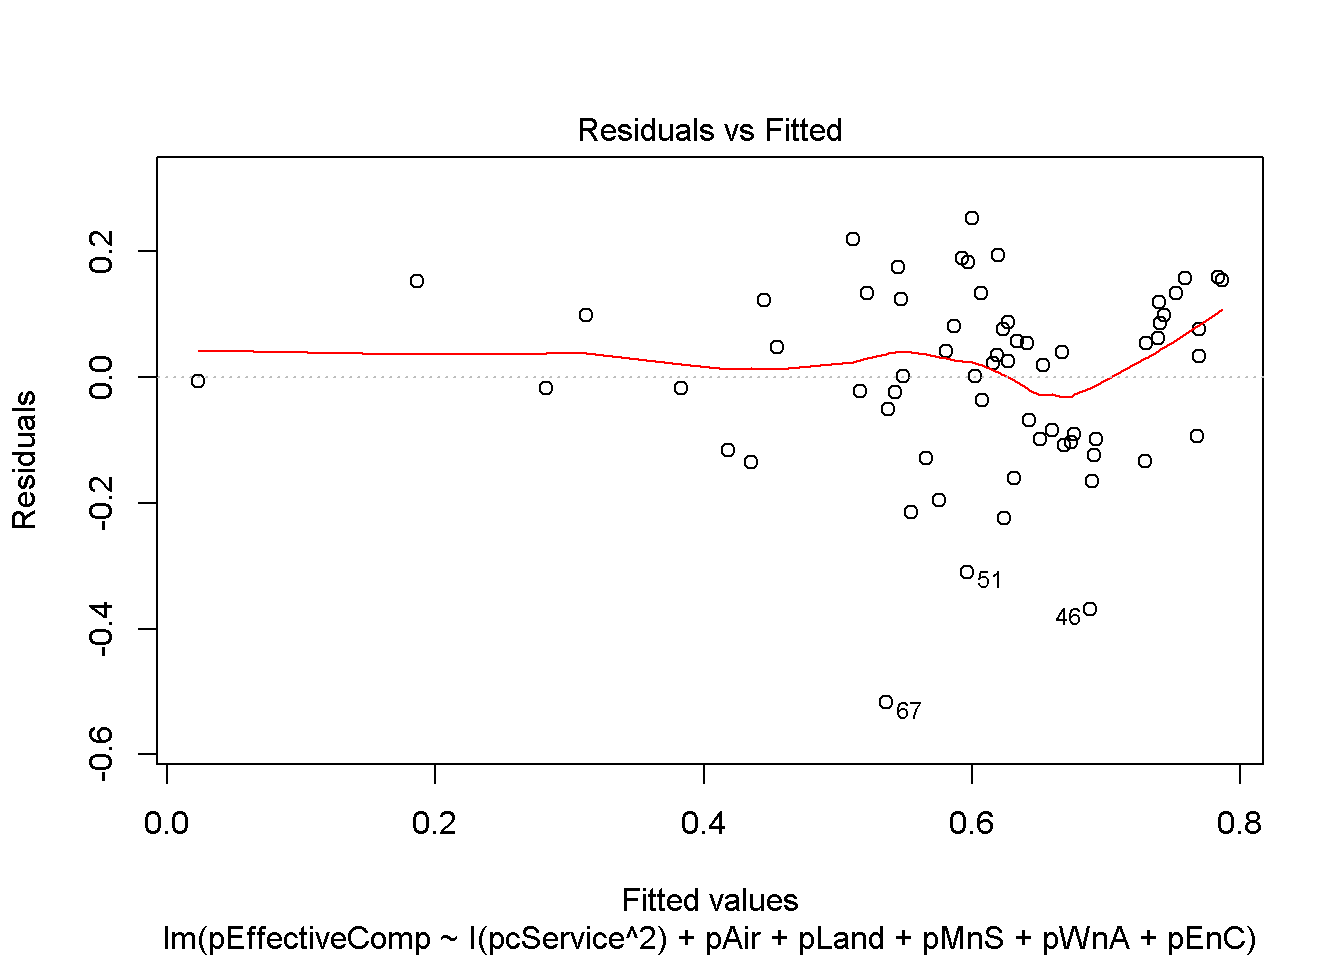 Residuals vs Fitted
Residuals
0.2
0.0
-0.2
-0.4
-0.6
51
46
67
0.0 0.2 0.4 0.6 0.8
Fitted values
lm(pEffectiveComp ~ I(pcService^2) + pAir + pLand + pMnS + pWnA + pEnC)